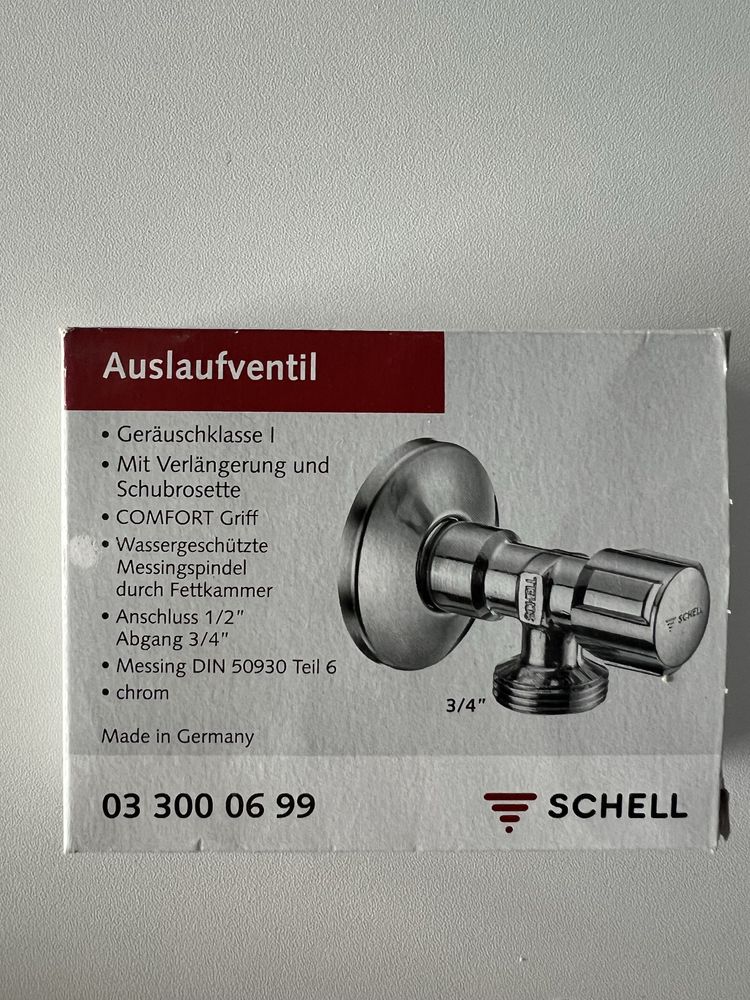 Auslaufventil
• Geräuschklasse I
• Mit Verlängerung und
Schubrosette
• COMFORT Griff
• Wassergeschützte
Messingspindel
durch Fettkammer
• Anschluss 1/2"
Abgang 3/4"
• Messing DIN 50930 Teil 6
• chrom
Made in Germany
03 300 06 99
SCHELL
3/4"
SCHELL